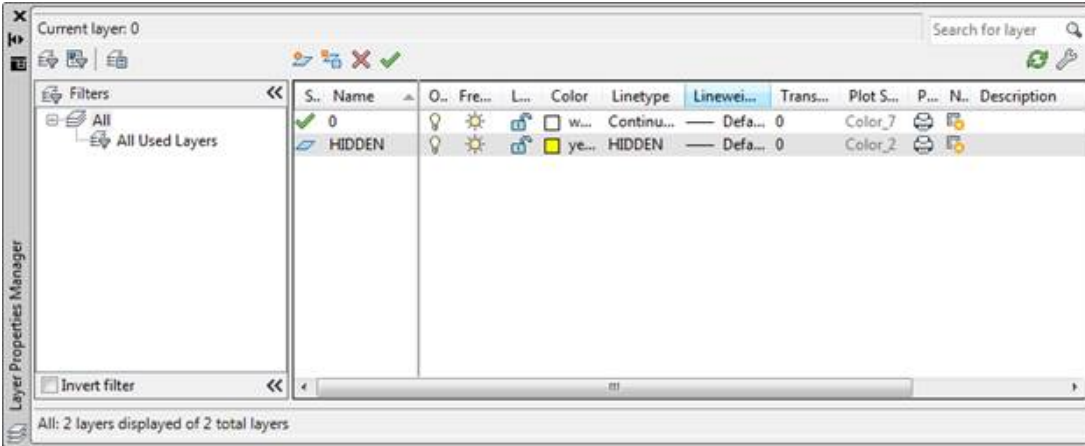 Current layer: 0
Search for layer
Filters
S.. Name O.. Fre... L... Color Linetype Linewei... Trans... Plot S... P... N.. Description
All
0 w... Continu... Defa... 0 Color_7
All Used Layers
HIDDEN ye... HIDDEN Defa... 0 Color_2
Invert filter
Layer Properties Manager
All: 2 layers displayed of 2 total layers